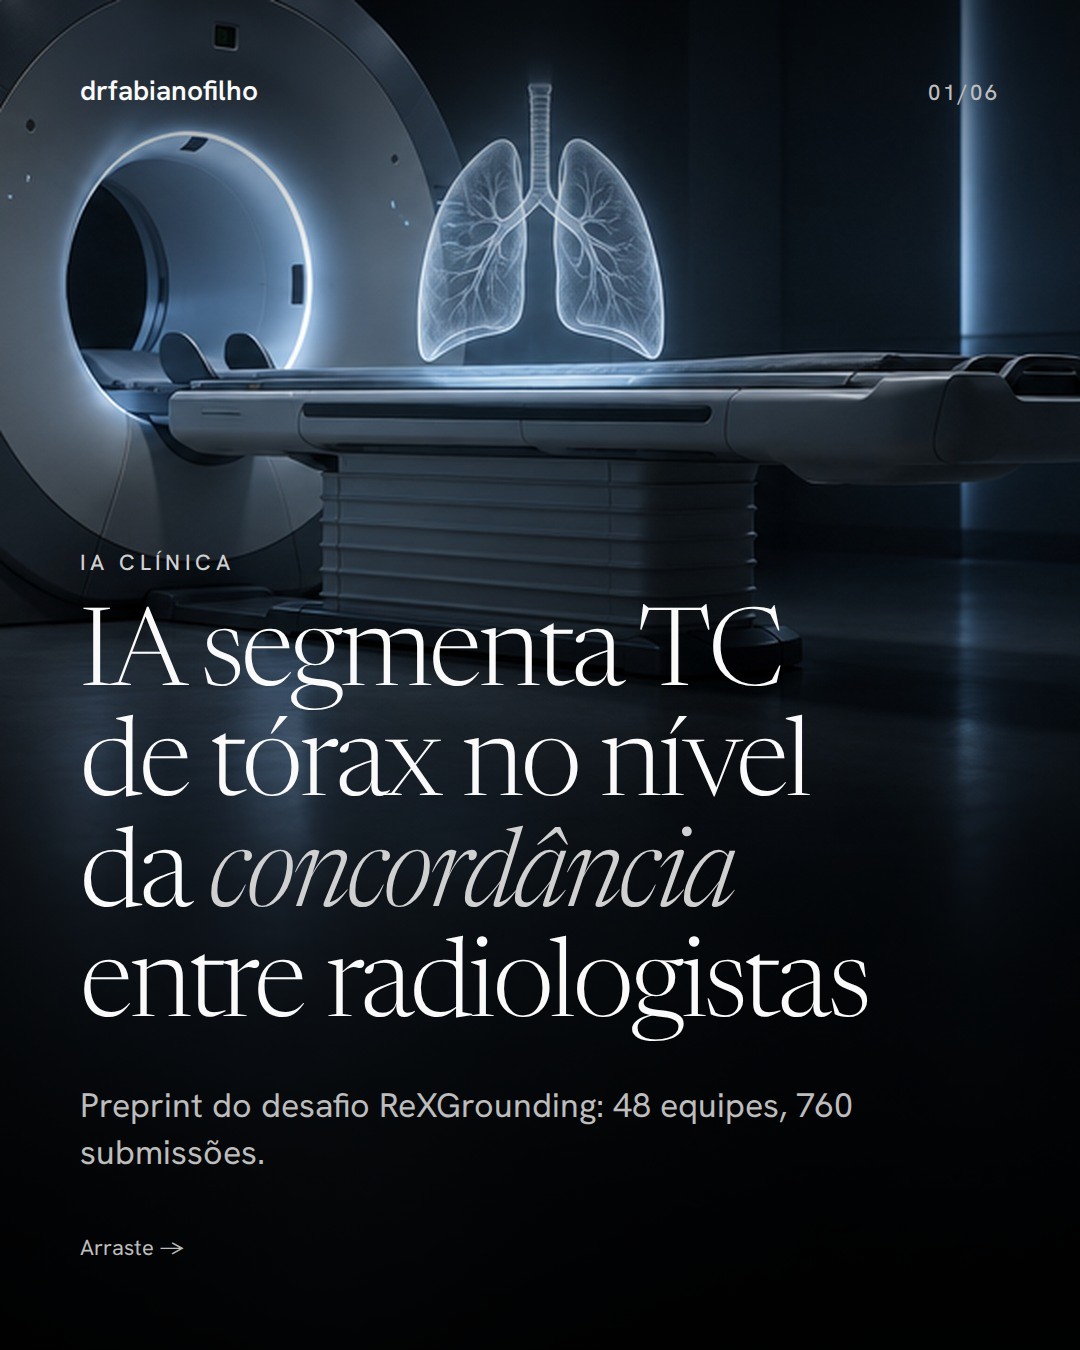 drfabianofilho
01/06
IA CLÍNICA
IA segmenta TC
de tórax no nível
da concordância
entre radiologistas
Preprint do desafio ReXGrounding: 48 equipes, 760
submissões.
Arraste →